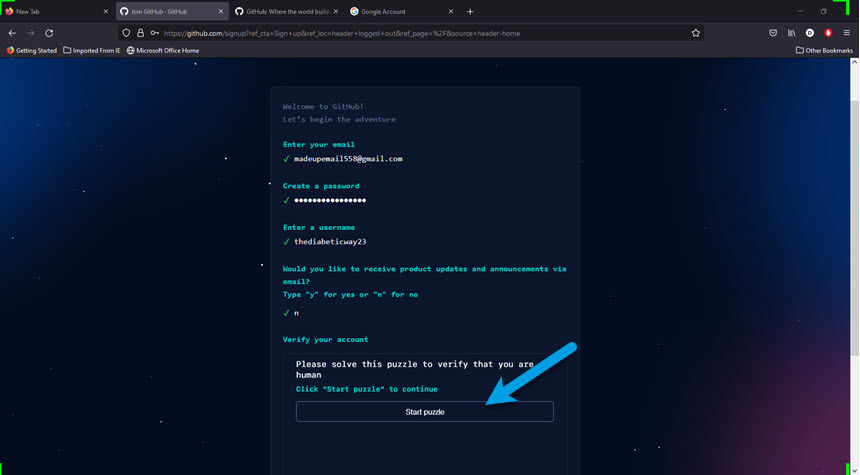 New Tab
Join GitHub · GitHub
GitHub: Where the world builds
Google Account
https://github.com/signup?ref_cta=Sign+up&ref_loc=header+logged+out&ref_page=%2F&source=header-home
Getting Started
Imported From IE
Microsoft Office Home
Other Bookmarks
Welcome to GitHub!
Let's begin the adventure
Enter your email
✓ madeupemail558@gmail.com
Create a password
✓ ••••••••••••••••
Enter a username
✓ thediabeticway23
Would you like to receive product updates and announcements via
email?
Type "y" for yes or "n" for no
✓ n
Verify your account
Please solve this puzzle to verify that you are
human
Click "Start puzzle" to continue
Start puzzle